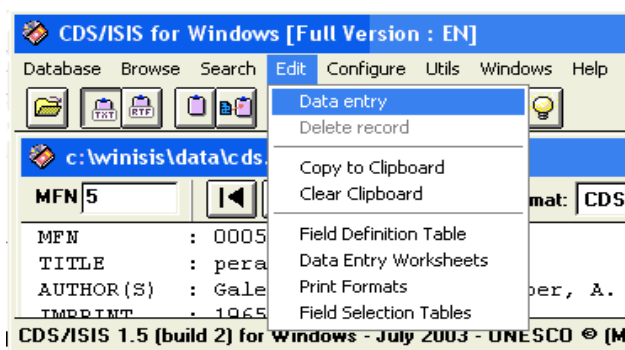 CDS/ISIS for Windows [Full Version : EN]
Database Browse Search Edit Configure Utils Windows Help
TXT RTF
Data entry
Delete record
Copy to Clipboard
Clear Clipboard
Field Definition Table
Data Entry Worksheets
Print Formats
Field Selection Tables
c:\winisis\data\cds.
MFN 5 mat: CDS
MFN : 0005
TITLE : pera
AUTHOR(S) : Gale ber, A.
IMPRINT : 1965
CDS/ISIS 1.5 (build 2) for Windows - July 2003 - UNESCO © (M